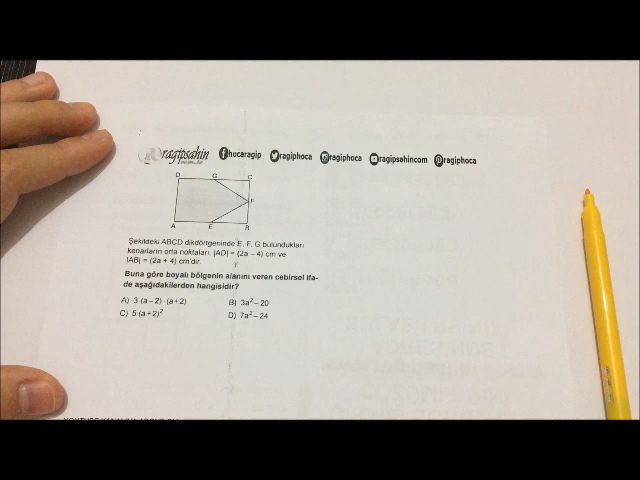 ragipsahin hocaragip ragiphoca ragiphoca ragipsahincom ragiphoca
D G C
F
A E B
Şekildeki ABCD dikdörtgeninde E, F, G bulundukları
kenarların orta noktaları, |AD| = (2a – 4) cm ve
|AB| = (2a + 4) cm'dir.
Buna göre boyalı bölgenin alanını veren cebirsel ifa-
de aşağıdakilerden hangisidir?
A) 3·(a – 2)·(a + 2) B) 3a² – 20
C) 5·(a + 2)² D) 7a² – 24